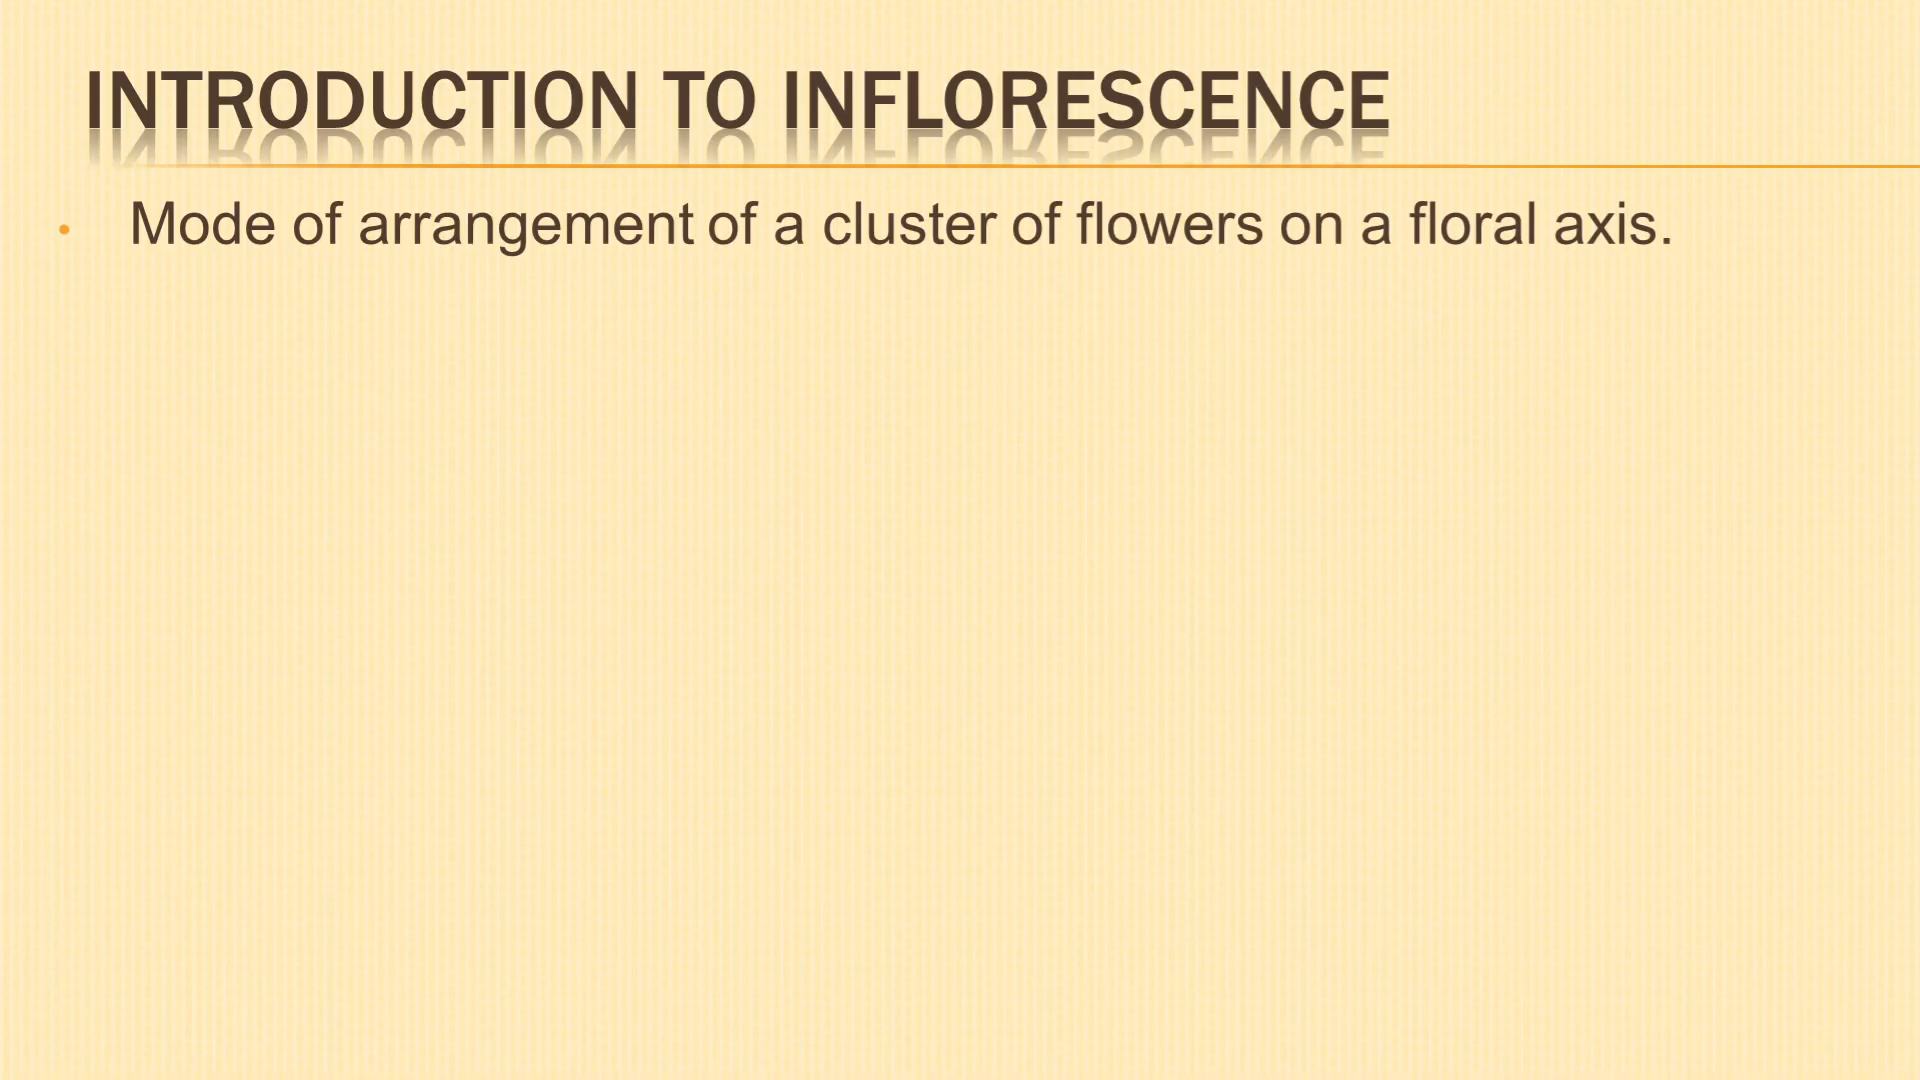 INTRODUCTION TO INFLORESCENCE
• Mode of arrangement of a cluster of flowers on a floral axis.